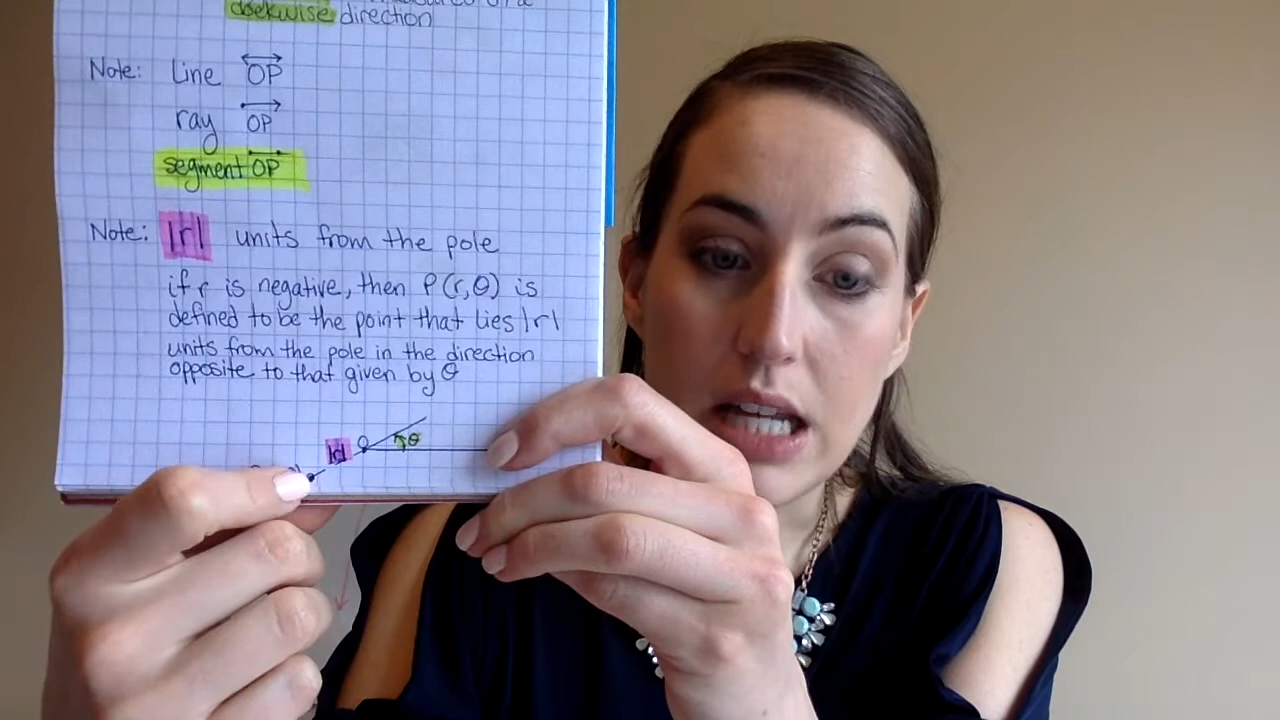 clockwise direction
Note: Line OP
ray OP
segment OP
Note: |r| units from the pole
if r is negative, then P(r,θ) is
defined to be the point that lies |r|
units from the pole in the direction
opposite to that given by θ
|r| O θ